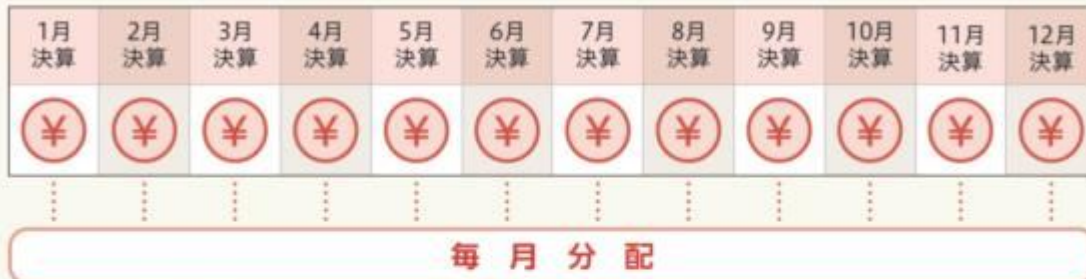 1月 2月 3月 4月 5月 6月 7月 8月 9月 10月 11月 12月
決算 決算 決算 決算 決算 決算 決算 決算 決算 決算 決算 決算
¥ ¥ ¥ ¥ ¥ ¥ ¥ ¥ ¥ ¥ ¥ ¥
毎月分配